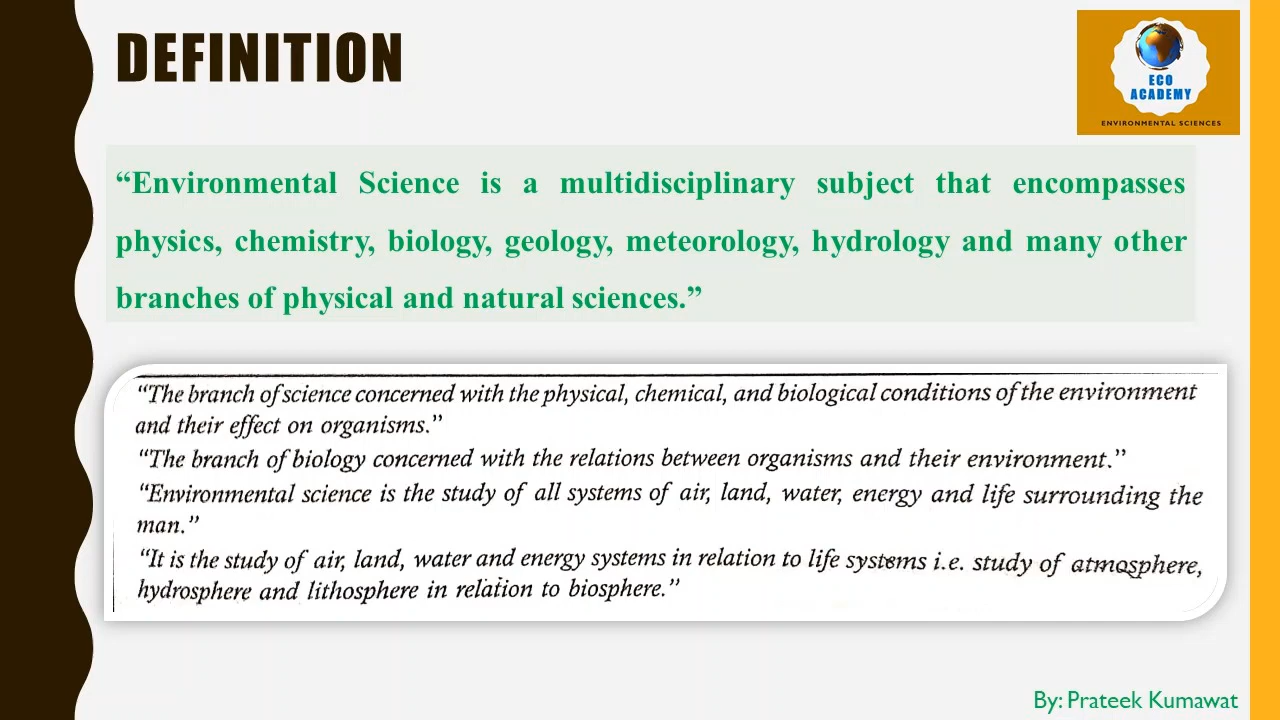 DEFINITION
ECO
ACADEMY
ENVIRONMENTAL SCIENCES
“Environmental Science is a multidisciplinary subject that encompasses
physics, chemistry, biology, geology, meteorology, hydrology and many other
branches of physical and natural sciences.”
“The branch of science concerned with the physical, chemical, and biological conditions of the environment
and their effect on organisms.”
“The branch of biology concerned with the relations between organisms and their environment.”
“Environmental science is the study of all systems of air, land, water, energy and life surrounding the
man.”
“It is the study of air, land, water and energy systems in relation to life systems i.e. study of atmosphere,
hydrosphere and lithosphere in relation to biosphere.”
By: Prateek Kumawat